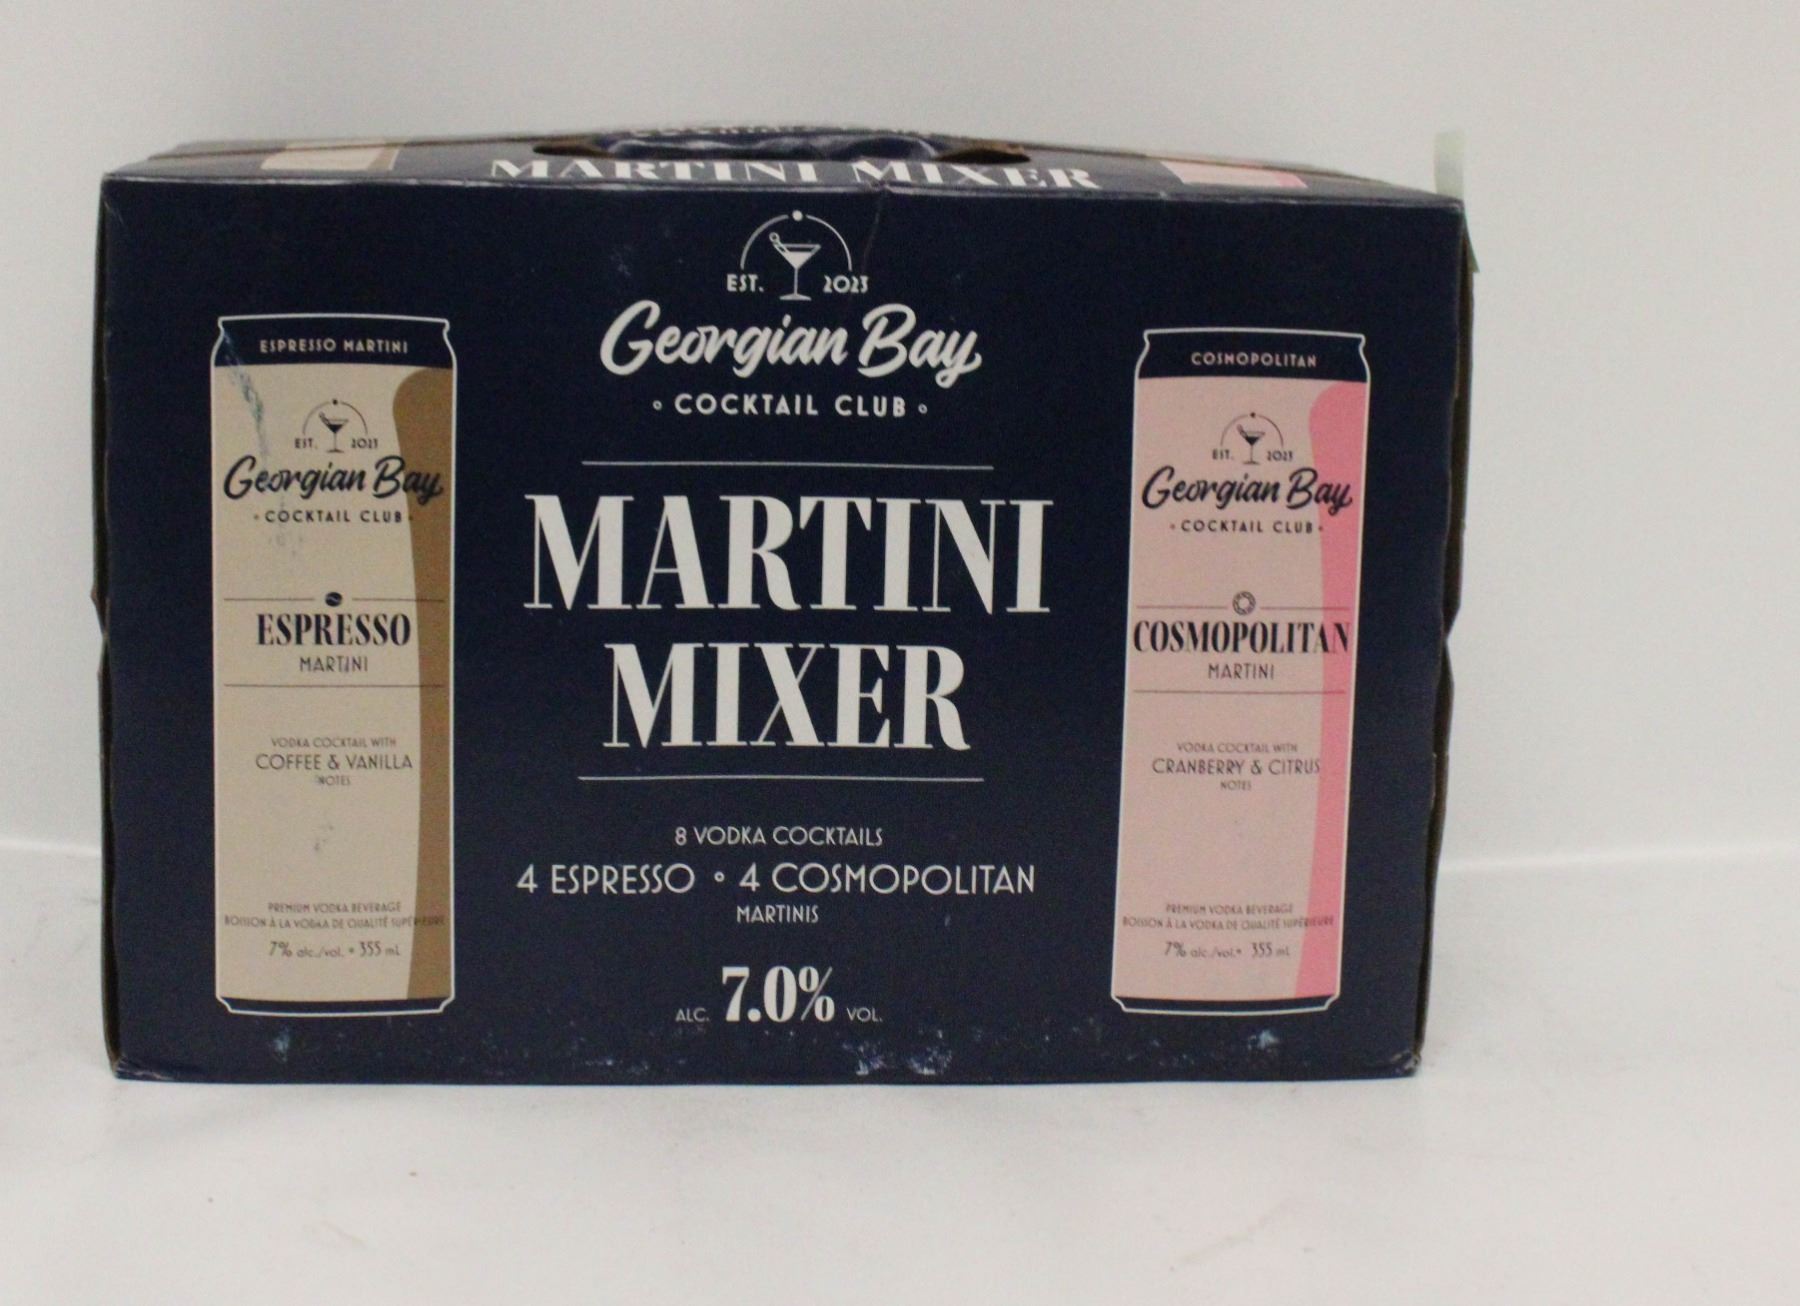 MARTINI MIXER
EST. 2023
Georgian Bay
COCKTAIL CLUB
MARTINI
MIXER
8 VODKA COCKTAILS
4 ESPRESSO • 4 COSMOPOLITAN
MARTINIS
ALC. 7.0% VOL.
ESPRESSO MARTINI
EST. 2023
Georgian Bay
• COCKTAIL CLUB •
ESPRESSO
MARTINI
VODKA COCKTAIL WITH
COFFEE & VANILLA
NOTES
PREMIUM VODKA BEVERAGE
BOISSON À LA VODKA DE QUALITÉ SUPÉRIEURE
7% alc./vol. • 355 mL
COSMOPOLITAN
EST. 2023
Georgian Bay
• COCKTAIL CLUB •
COSMOPOLITAN
MARTINI
VODKA COCKTAIL WITH
CRANBERRY & CITRUS
NOTES
PREMIUM VODKA BEVERAGE
BOISSON À LA VODKA DE QUALITÉ SUPÉRIEURE
7% alc./vol. • 355 mL